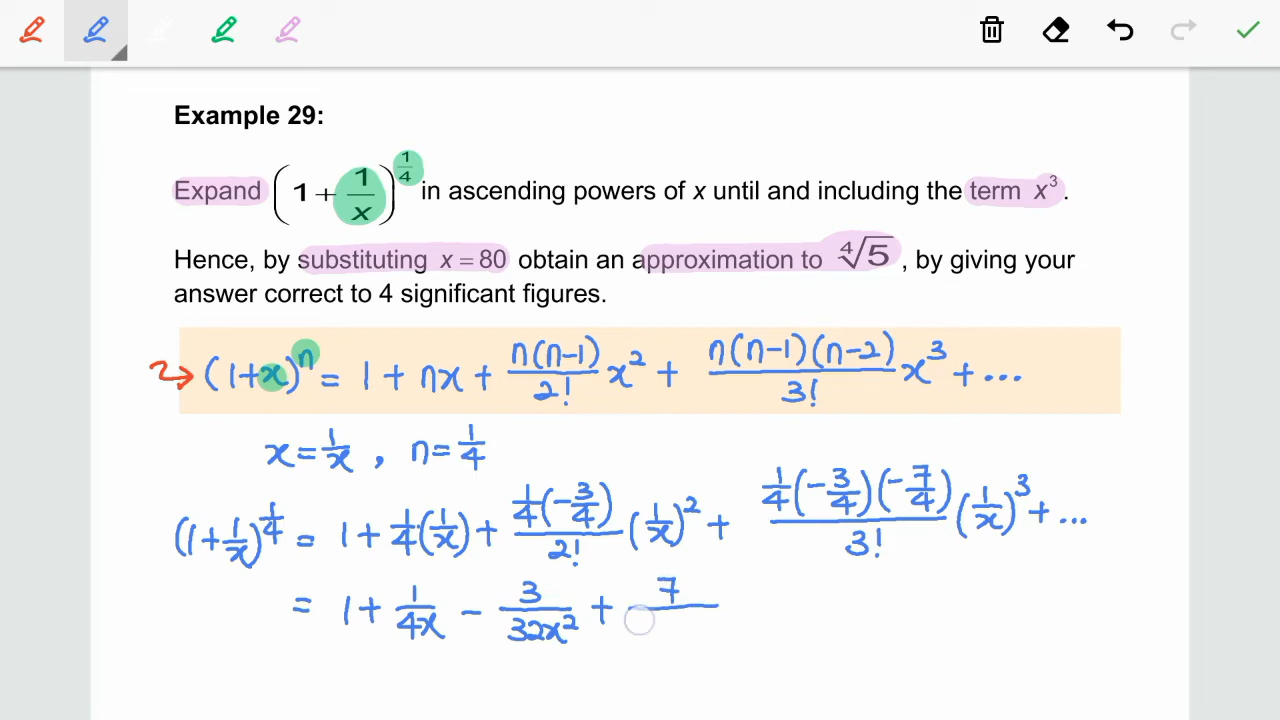 Example 29:
Expand (1 + 1/x)^(1/4) in ascending powers of x until and including the term x³.
Hence, by substituting x = 80 obtain an approximation to ⁴√5 , by giving your
answer correct to 4 significant figures.
(1+x)^n = 1 + nx + n(n-1)/2! x² + n(n-1)(n-2)/3! x³ + ...
x = 1/x , n = 1/4
(1+1/x)^(1/4) = 1 + 1/4(1/x) + 1/4(-3/4)/2! (1/x)² + 1/4(-3/4)(-7/4)/3! (1/x)³ + ...
= 1 + 1/4x - 3/32x² + 7/